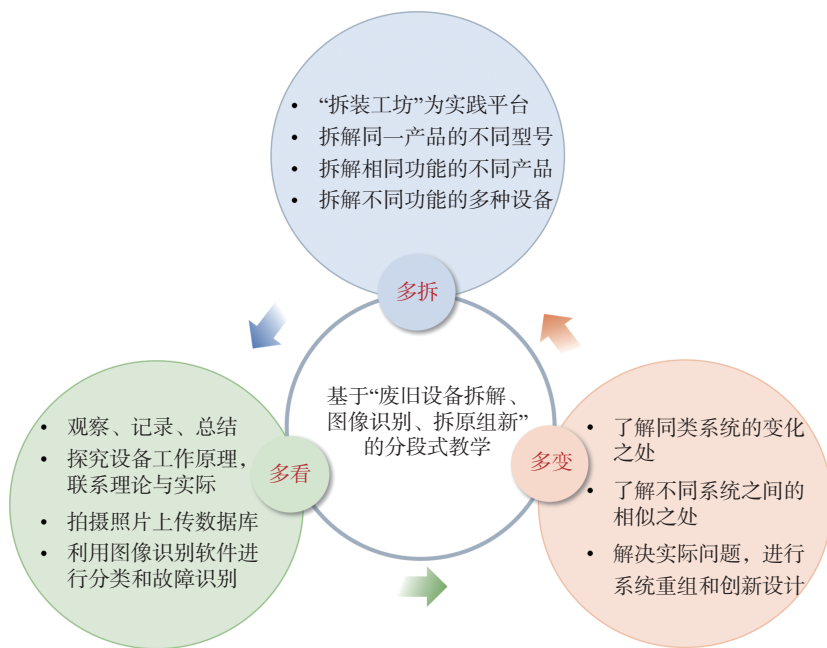 • “拆装工坊”为实践平台
• 拆解同一产品的不同型号
• 拆解相同功能的不同产品
• 拆解不同功能的多种设备
多拆
基于“废旧设备拆解、
图像识别、拆原组新”
的分段式教学
• 观察、记录、总结
• 探究设备工作原理，
联系理论与实际
• 拍摄照片上传数据库
• 利用图像识别软件进
行分类和故障识别
多看
多变
• 了解同类系统的变化
之处
• 了解不同系统之间的
相似之处
• 解决实际问题，进行
系统重组和创新设计